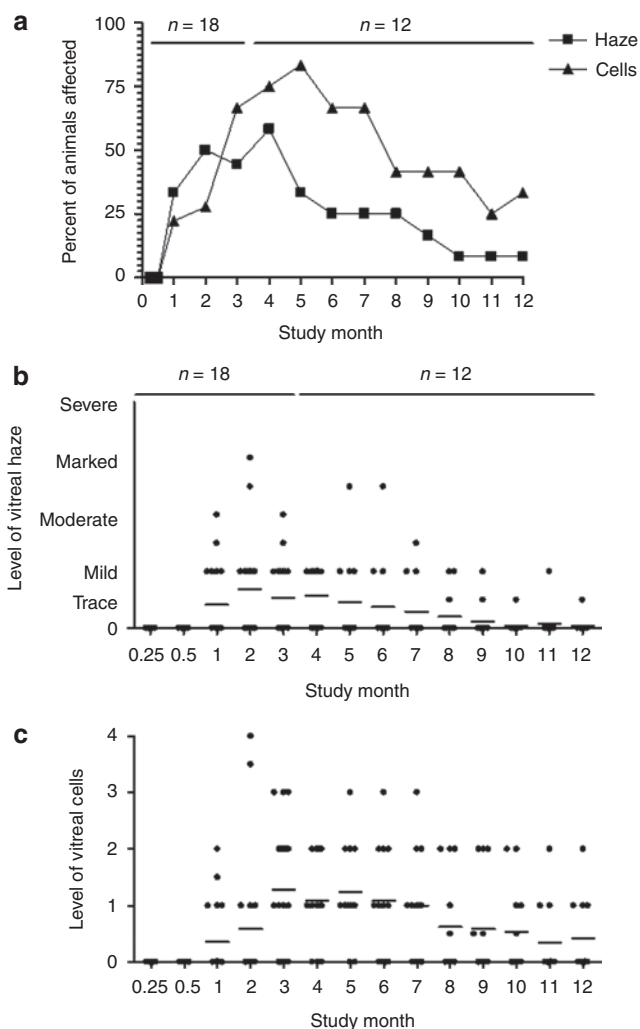 a
n = 18 n = 12
Haze
Cells
Percent of animals affected
100
75
50
25
0
0 1 2 3 4 5 6 7 8 9 10 11 12
Study month
b
n = 18 n = 12
Level of vitreal haze
Severe
Marked
Moderate
Mild
Trace
0
0.25 0.5 1 2 3 4 5 6 7 8 9 10 11 12
Study month
c
Level of vitreal cells
4
3
2
1
0
0.25 0.5 1 2 3 4 5 6 7 8 9 10 11 12
Study month